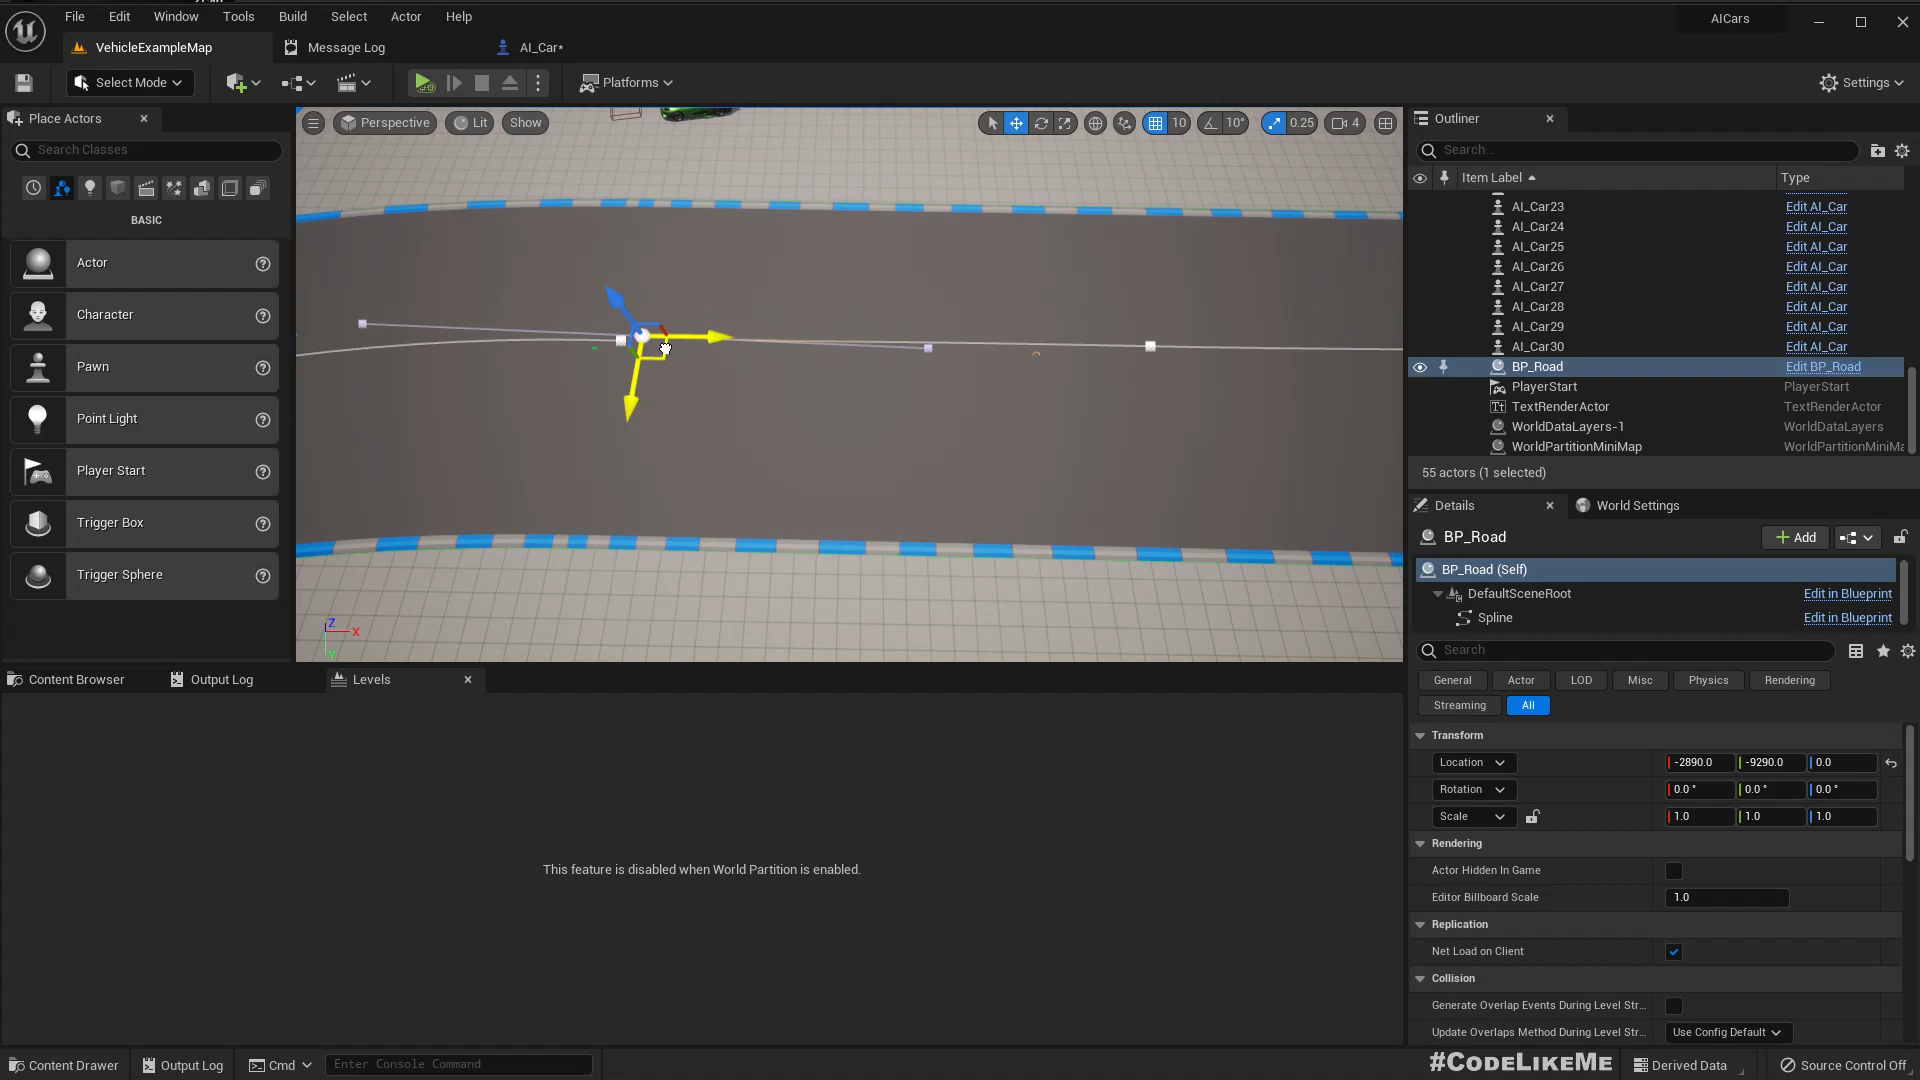 File Edit Window Tools Build Select Actor Help
AICars
VehicleExampleMap
Message Log
AI_Car*
Select Mode
Platforms
Settings
Place Actors
Search Classes
BASIC
Actor
Character
Pawn
Point Light
Player Start
Trigger Box
Trigger Sphere
Perspective
Lit
Show
10
10°
0.25
4
Z
X
Y
Outliner
Search...
Item Label
Type
AI_Car23 Edit AI_Car
AI_Car24 Edit AI_Car
AI_Car25 Edit AI_Car
AI_Car26 Edit AI_Car
AI_Car27 Edit AI_Car
AI_Car28 Edit AI_Car
AI_Car29 Edit AI_Car
AI_Car30 Edit AI_Car
BP_Road Edit BP_Road
PlayerStart PlayerStart
TextRenderActor TextRenderActor
WorldDataLayers-1 WorldDataLayers
WorldPartitionMiniMap WorldPartitionMiniMa
55 actors (1 selected)
Details
World Settings
BP_Road
Add
BP_Road (Self)
DefaultSceneRoot Edit in Blueprint
Spline Edit in Blueprint
Search
General Actor LOD Misc Physics Rendering
Streaming All
Transform
Location -2890.0 -9290.0 0.0
Rotation 0.0 ° 0.0 ° 0.0 °
Scale 1.0 1.0 1.0
Rendering
Actor Hidden In Game
Editor Billboard Scale 1.0
Replication
Net Load on Client
Collision
Generate Overlap Events During Level Str...
Update Overlaps Method During Level Str... Use Config Default
Content Browser
Output Log
Levels
This feature is disabled when World Partition is enabled.
Content Drawer
Output Log
Cmd
Enter Console Command
#CODELIKEME
Derived Data
Source Control Off